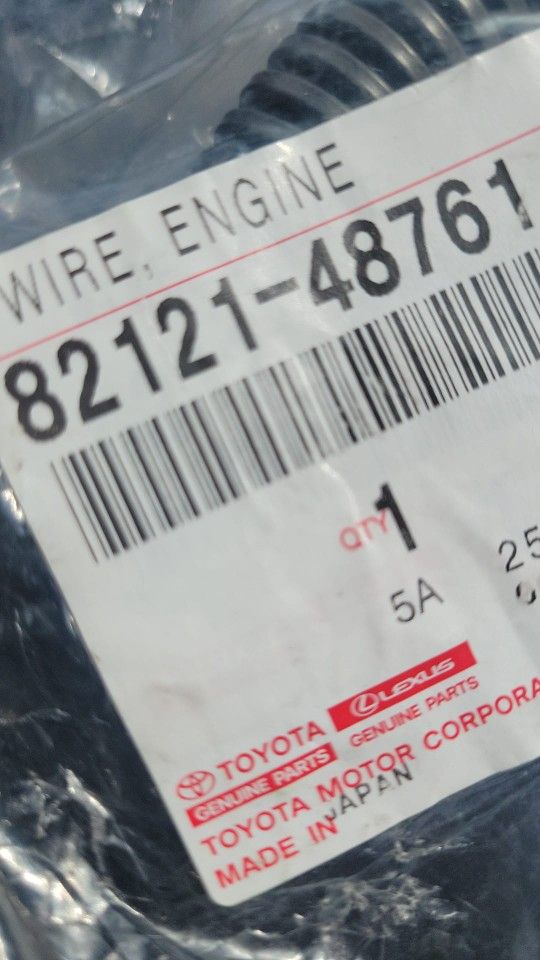 WIRE, ENGINE
82121-48761
QTY 1
5A 25
TOYOTA LEXUS
GENUINE PARTS GENUINE PARTS
TOYOTA MOTOR CORPORA
MADE IN JAPAN